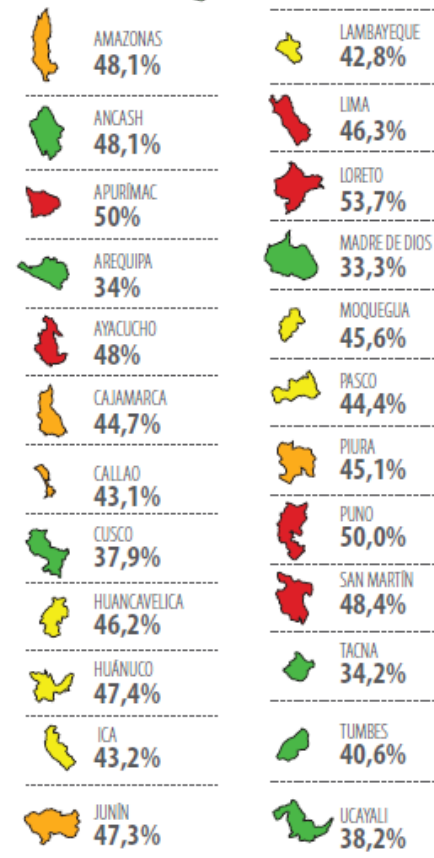 AMAZONAS
48,1%
ANCASH
48,1%
APURÍMAC
50%
AREQUIPA
34%
AYACUCHO
48%
CAJAMARCA
44,7%
CALLAO
43,1%
CUSCO
37,9%
HUANCAVELICA
46,2%
HUÁNUCO
47,4%
ICA
43,2%
JUNÍN
47,3%
LAMBAYEQUE
42,8%
LIMA
46,3%
LORETO
53,7%
MADRE DE DIOS
33,3%
MOQUEGUA
45,6%
PASCO
44,4%
PIURA
45,1%
PUNO
50,0%
SAN MARTÍN
48,4%
TACNA
34,2%
TUMBES
40,6%
UCAYALI
38,2%